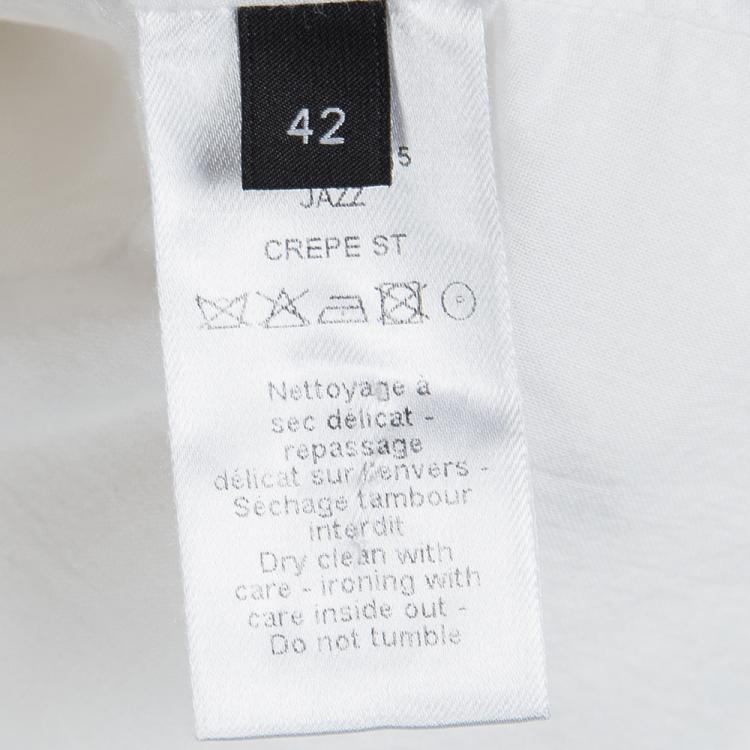 42
5
JAZZ
CREPE ST
Nettoyage à
sec délicat -
repassage
délicat sur l'envers -
Séchage tambour
interdit
Dry clean with
care - ironing with
care inside out -
Do not tumble